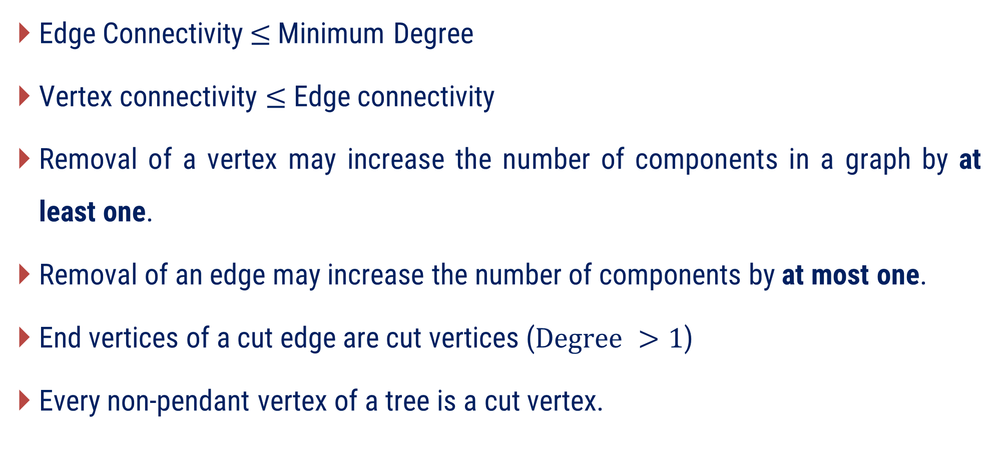 Edge Connectivity ≤ Minimum Degree
Vertex connectivity ≤ Edge connectivity
Removal of a vertex may increase the number of components in a graph by at
least one.
Removal of an edge may increase the number of components by at most one.
End vertices of a cut edge are cut vertices (Degree > 1)
Every non-pendant vertex of a tree is a cut vertex.